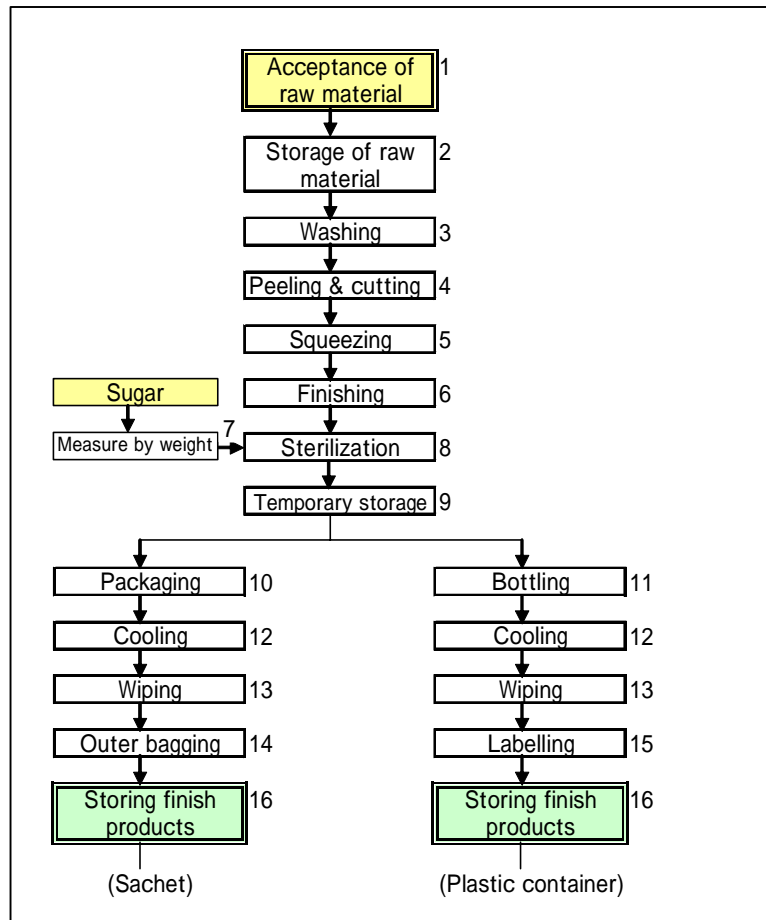 Acceptance of 1
raw material
Storage of raw 2
material
Washing 3
Peeling & cutting 4
Squeezing 5
Sugar
Finishing 6
Measure by weight 7
Sterilization 8
Temporary storage 9
Packaging 10
Cooling 12
Wiping 13
Outer bagging 14
Storing finish 16
products
(Sachet)
Bottling 11
Cooling 12
Wiping 13
Labelling 15
Storing finish 16
products
(Plastic container)